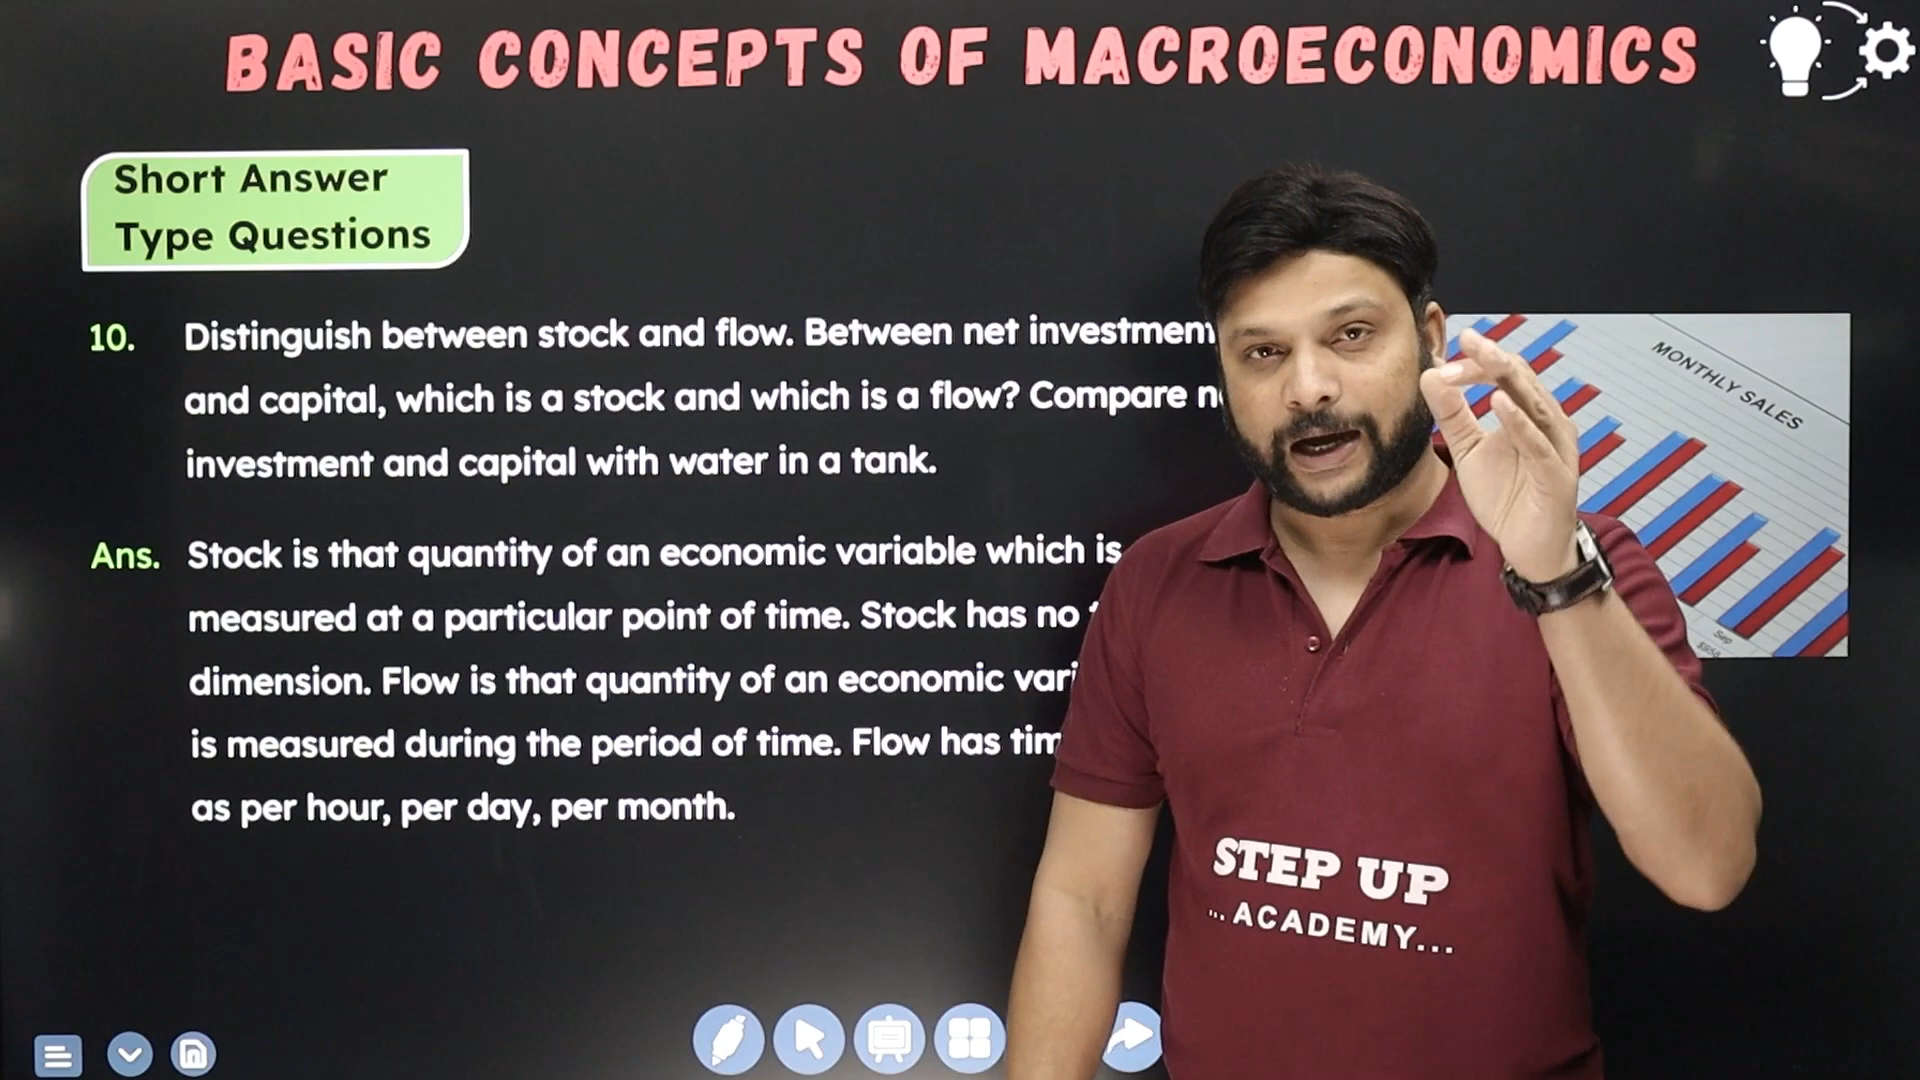 BASIC CONCEPTS OF MACROECONOMICS
Short Answer
Type Questions
10. Distinguish between stock and flow. Between net investment
and capital, which is a stock and which is a flow? Compare
investment and capital with water in a tank.
Ans. Stock is that quantity of an economic variable which is
measured at a particular point of time. Stock has no
dimension. Flow is that quantity of an economic
is measured during the period of time. Flow has
as per hour, per day, per month.
MONTHLY SALES
Sep
STEP UP
... ACADEMY...